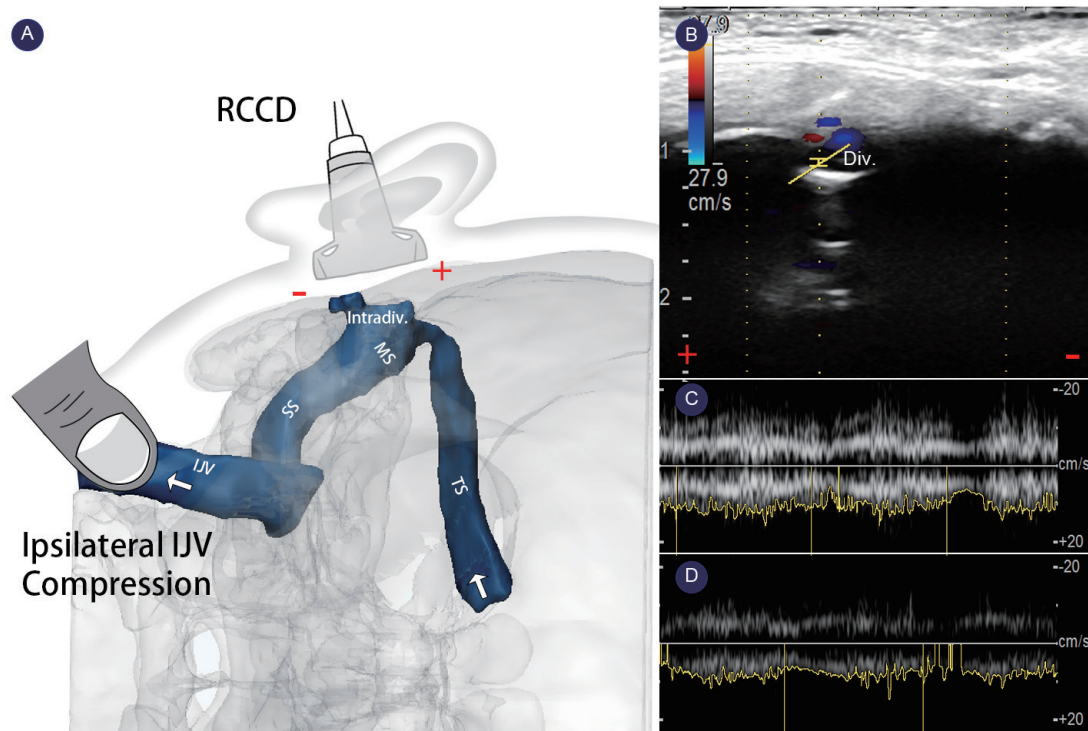 A
RCCD
-
+
Intradiv.
MS
SS
IJV
TS
Ipsilateral IJV
Compression
B
27.9
cm/s
Div.
1
2
+
-
C
-20
cm/s
+20
D
-20
cm/s
+20